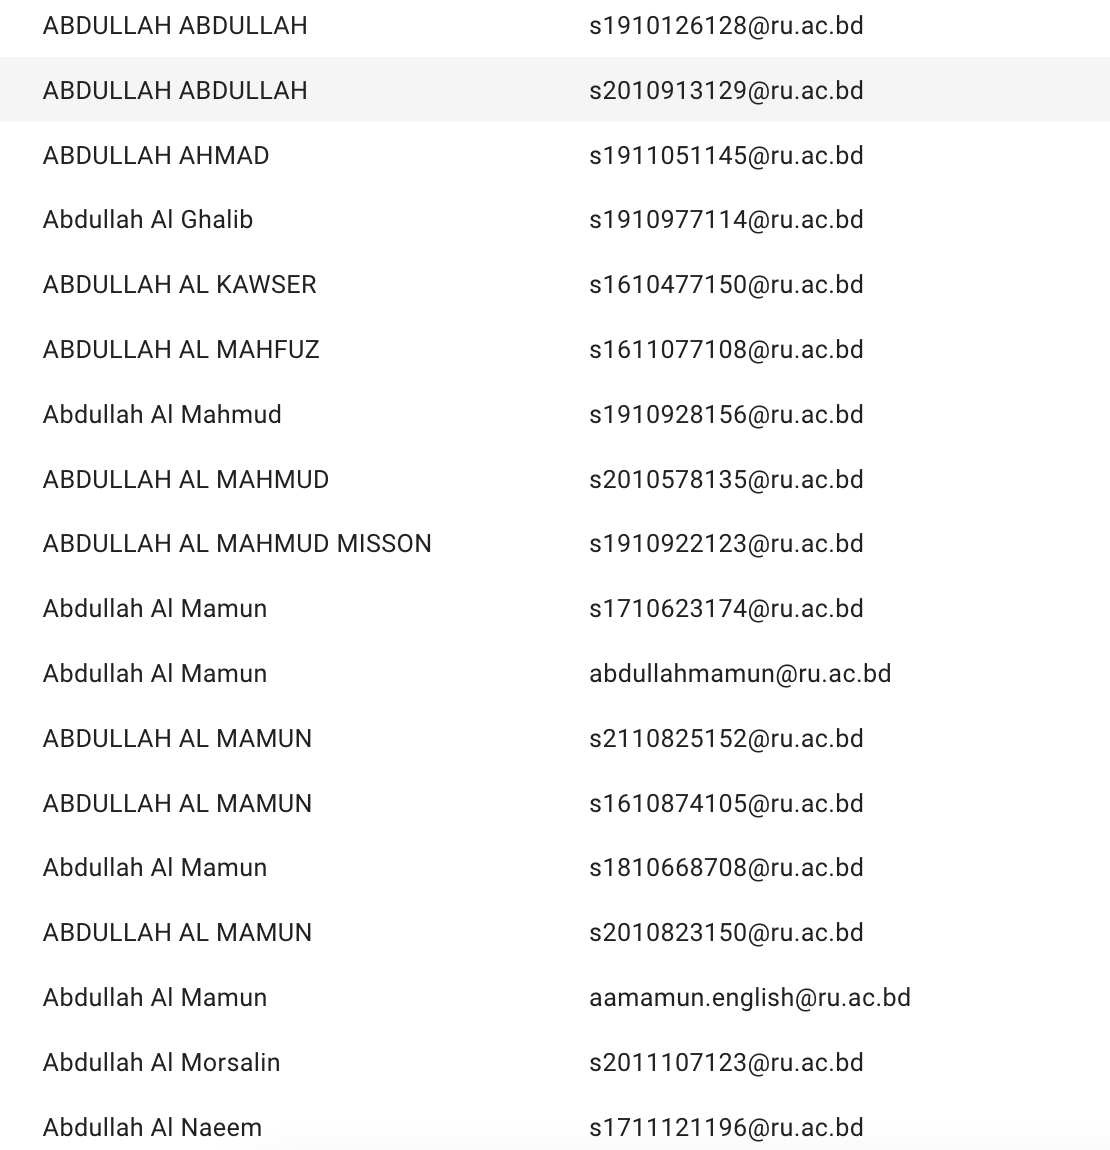 ABDULLAH ABDULLAH s1910126128@ru.ac.bd
ABDULLAH ABDULLAH s2010913129@ru.ac.bd
ABDULLAH AHMAD s1911051145@ru.ac.bd
Abdullah Al Ghalib s1910977114@ru.ac.bd
ABDULLAH AL KAWSER s1610477150@ru.ac.bd
ABDULLAH AL MAHFUZ s1611077108@ru.ac.bd
Abdullah Al Mahmud s1910928156@ru.ac.bd
ABDULLAH AL MAHMUD s2010578135@ru.ac.bd
ABDULLAH AL MAHMUD MISSON s1910922123@ru.ac.bd
Abdullah Al Mamun s1710623174@ru.ac.bd
Abdullah Al Mamun abdullahmamun@ru.ac.bd
ABDULLAH AL MAMUN s2110825152@ru.ac.bd
ABDULLAH AL MAMUN s1610874105@ru.ac.bd
Abdullah Al Mamun s1810668708@ru.ac.bd
ABDULLAH AL MAMUN s2010823150@ru.ac.bd
Abdullah Al Mamun aamamun.english@ru.ac.bd
Abdullah Al Morsalin s2011107123@ru.ac.bd
Abdullah Al Naeem s1711121196@ru.ac.bd